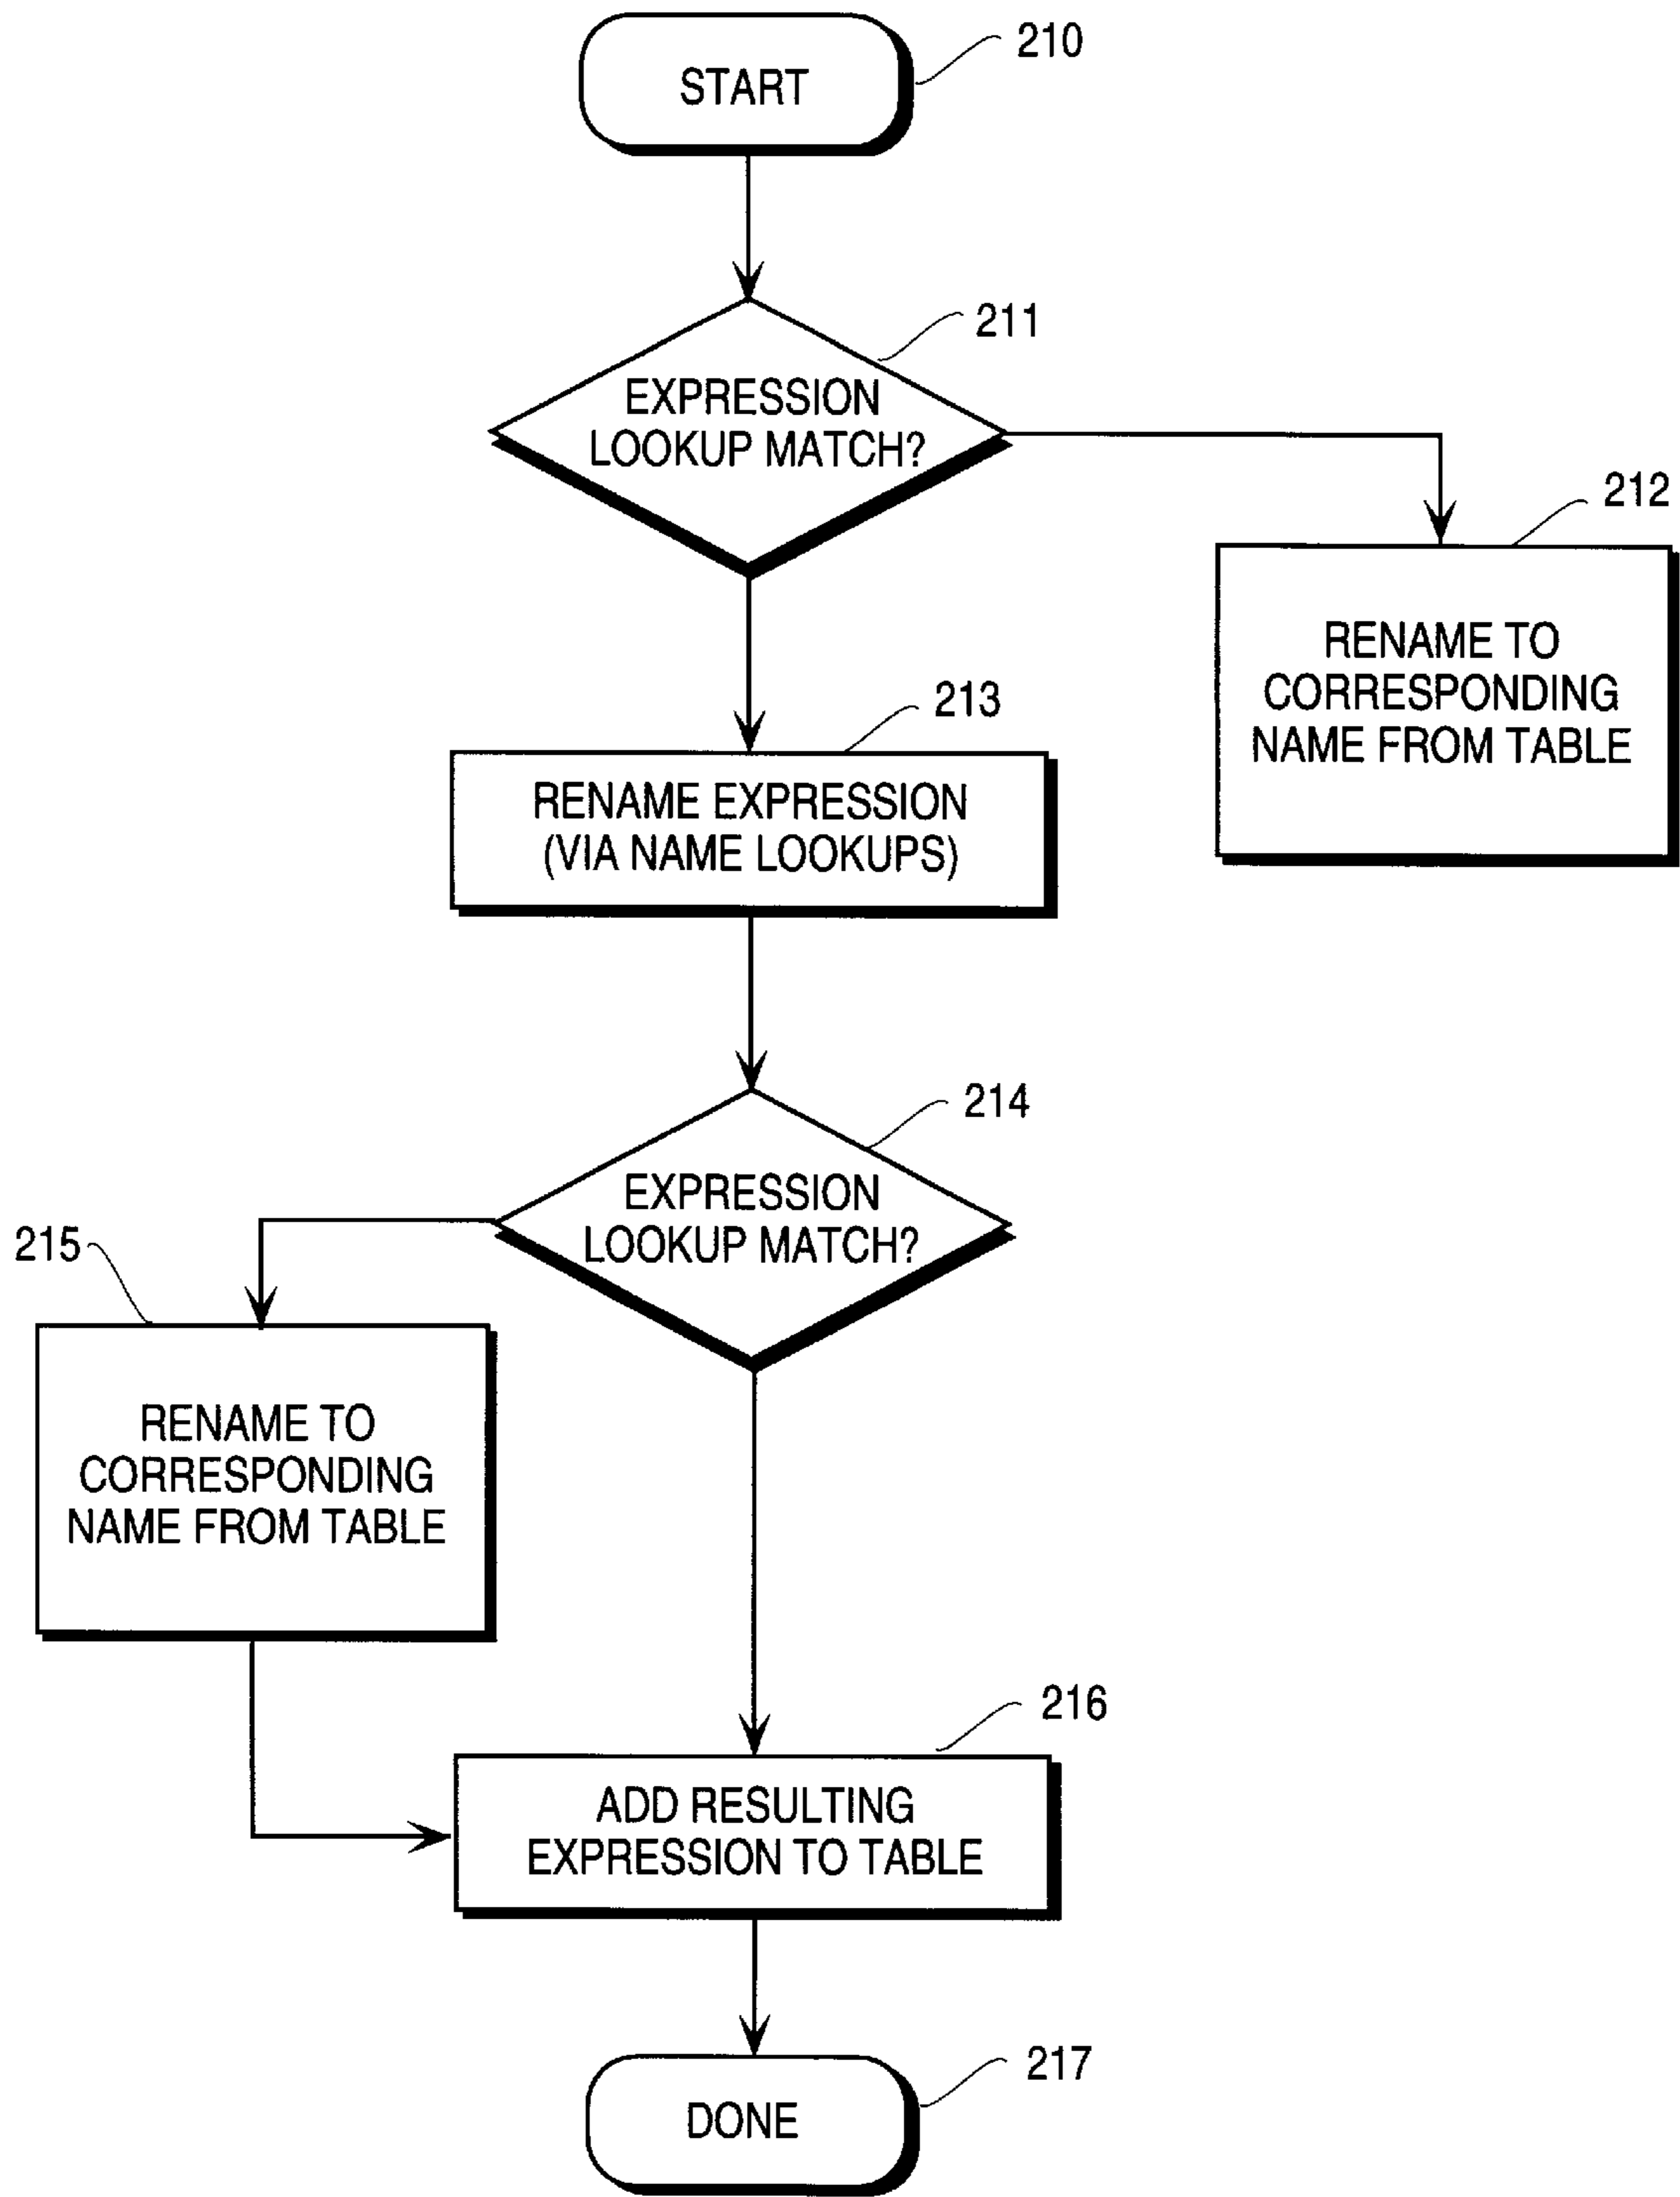 START
210
EXPRESSION
LOOKUP MATCH?
211
RENAME TO
CORRESPONDING
NAME FROM TABLE
212
RENAME EXPRESSION
(VIA NAME LOOKUPS)
213
EXPRESSION
LOOKUP MATCH?
214
215
RENAME TO
CORRESPONDING
NAME FROM TABLE
216
ADD RESULTING
EXPRESSION TO TABLE
217
DONE